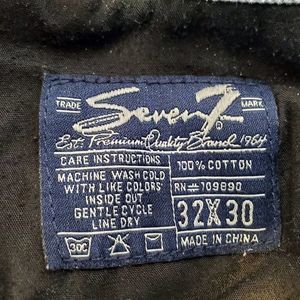 TRADE Seven7® MARK
Est. Premium Quality Brand 1964
CARE INSTRUCTIONS
MACHINE WASH COLD
WITH LIKE COLORS
INSIDE OUT
GENTLE CYCLE
LINE DRY
30C
100% COTTON
RN# 109690
32X30
MADE IN CHINA